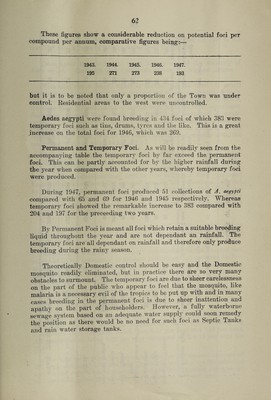 62
These figures show a considerable reduction on potential foci per
compound per annum, comparative figures being:—
1943. 1944. 1945. 1946. 1947.
195 271 273 226 193
but it is to be noted that only a proportion of the Town was under
control. Residential areas to the west were uncontrolled.
Aedes aegypti were found breeding in 434 foci of which 383 were
temporary foci such as tins, drums, tyres and the like. This is a great
increase on the total foci for 1946, which was 269.
Permanent and Temporary Foci. As will be readily seen from the
accompanying table the temporary foci by far exceed the permanent
foci. This can be partly accounted for by the higher rainfall during
the year when compared with the other years, whereby temporary foci
were produced.
During 1947, permanent foci produced 51 collections of A. aegypti
compared with 65 and 69 for 1946 and 1945 respectively. Whereas
temporary foci showed the remarkable increase to 383 compared with
204 and 197 for the preceeding two years.
By Permanent Foci is meant all foci which retain a suitable breeding
liquid throughout the year and are not dependant on rainfall. The
temporary foci are all dependant on rainfall and therefore only produce
breeding during the rainy season.
Theoretically Domestic control should be easy and the Domestic
mosquito readily eliminated, but in practice there are so very many
obstacles to surmount. The temporary foci are due to sheer carelessness
on the part of the public who appear to feel that the mosquito, like
malaria is a necessary evil of the tropics to be put up with and in many
cases breeding in the permanent foci is due to sheer inattention and
apathy on the part of householders. However, a fully waterborne
sewage system based on an adequate water supply could soon remedy
the position as there would be no need for such foci as Septic Tanks
and rain water storage tanks.